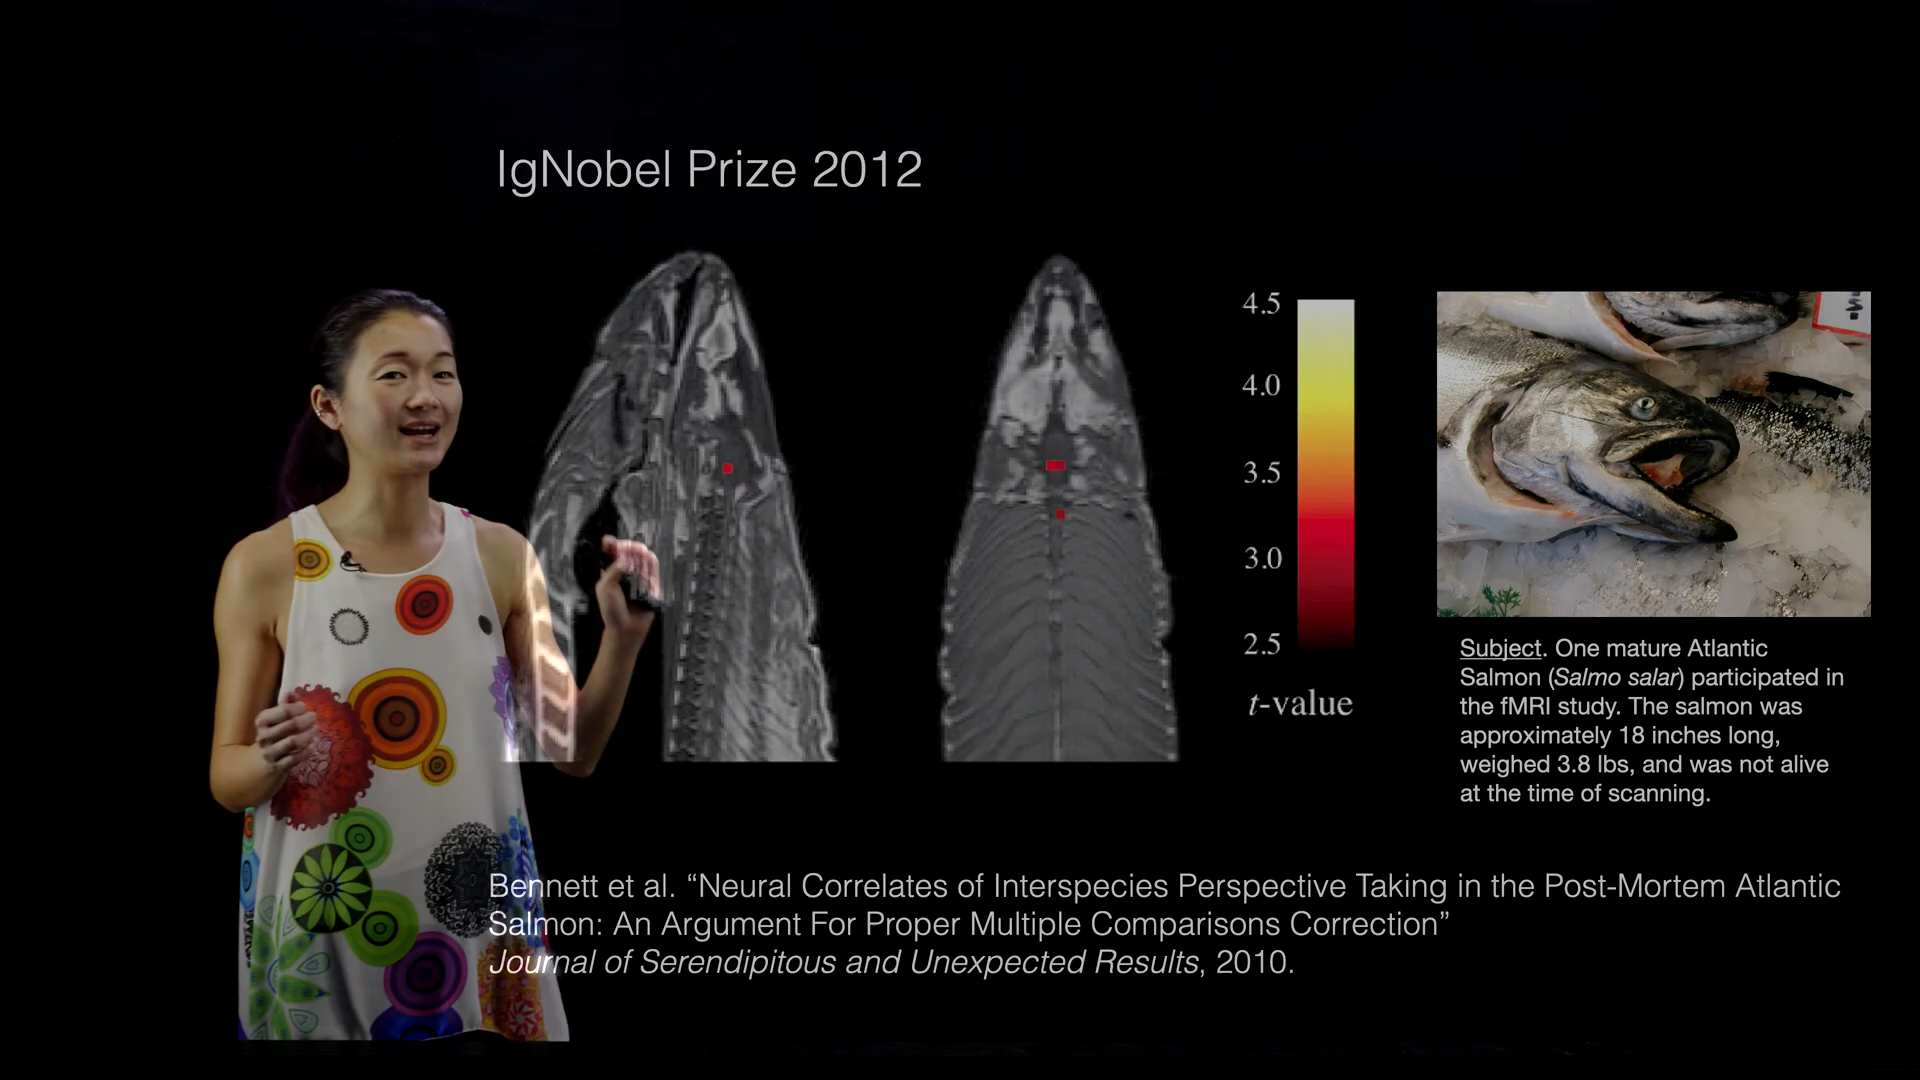 IgNobel Prize 2012
4.5
4.0
3.5
3.0
2.5
t-value
Subject. One mature Atlantic
Salmon (Salmo salar) participated in
the fMRI study. The salmon was
approximately 18 inches long,
weighed 3.8 lbs, and was not alive
at the time of scanning.
Bennett et al. “Neural Correlates of Interspecies Perspective Taking in the Post-Mortem Atlantic
Salmon: An Argument For Proper Multiple Comparisons Correction”
Journal of Serendipitous and Unexpected Results, 2010.